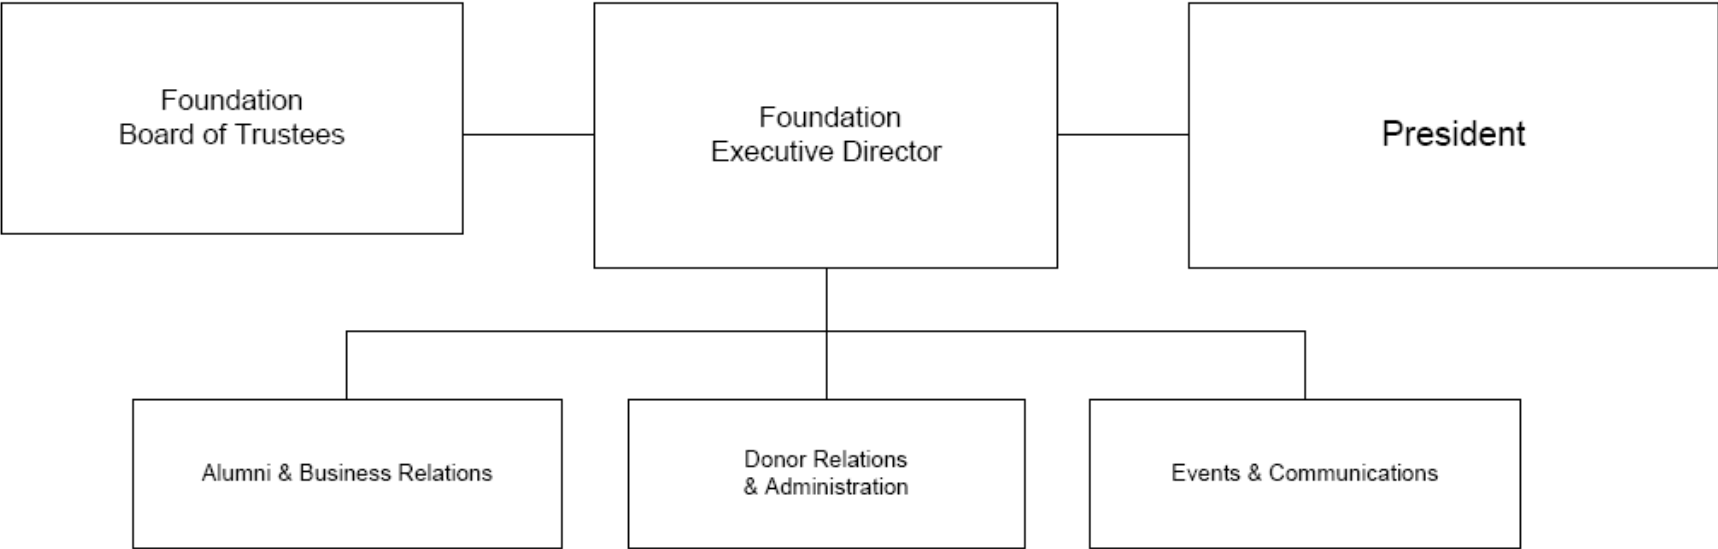 Foundation
Board of Trustees
Foundation
Executive Director
President
Alumni & Business Relations
Donor Relations
& Administration
Events & Communications